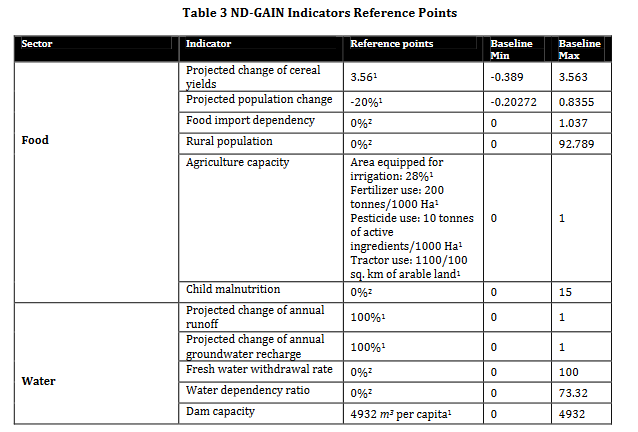 Table 3 ND-GAIN Indicators Reference Points
Sector Indicator Reference points Baseline Min Baseline Max
Food
Projected change of cereal yields 3.56¹ -0.389 3.563
Projected population change -20%¹ -0.20272 0.8355
Food import dependency 0%² 0 1.037
Rural population 0%² 0 92.789
Agriculture capacity
Area equipped for
irrigation: 28%¹
Fertilizer use: 200
tonnes/1000 Ha¹
Pesticide use: 10 tonnes
of active
ingredients/1000 Ha¹
Tractor use: 1100/100
sq. km of arable land¹
0 1
Child malnutrition 0%² 0 15
Water
Projected change of annual runoff 100%¹ 0 1
Projected change of annual groundwater recharge 100%¹ 0 1
Fresh water withdrawal rate 0%² 0 100
Water dependency ratio 0%² 0 73.32
Dam capacity 4932 m³ per capita¹ 0 4932